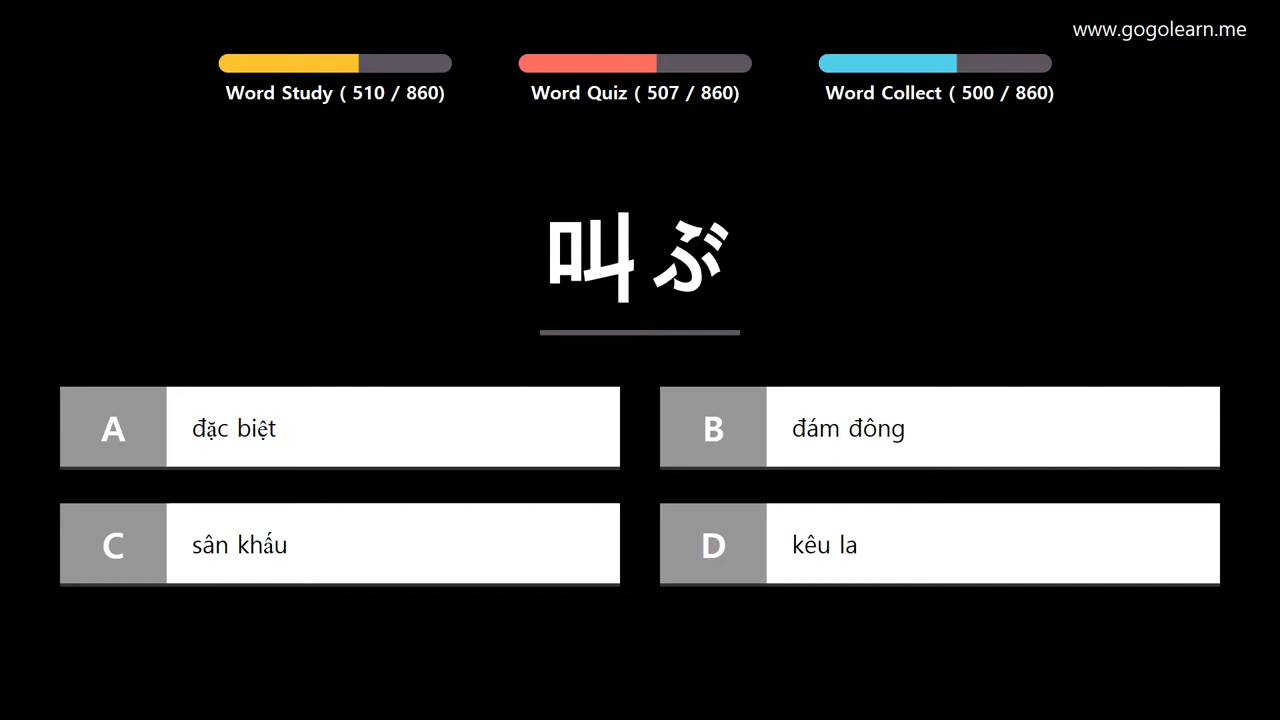 www.gogolearn.me
Word Study ( 510 / 860)
Word Quiz ( 507 / 860)
Word Collect ( 500 / 860)
叫ぶ
A đặc biệt
B đám đông
C sân khấu
D kêu la